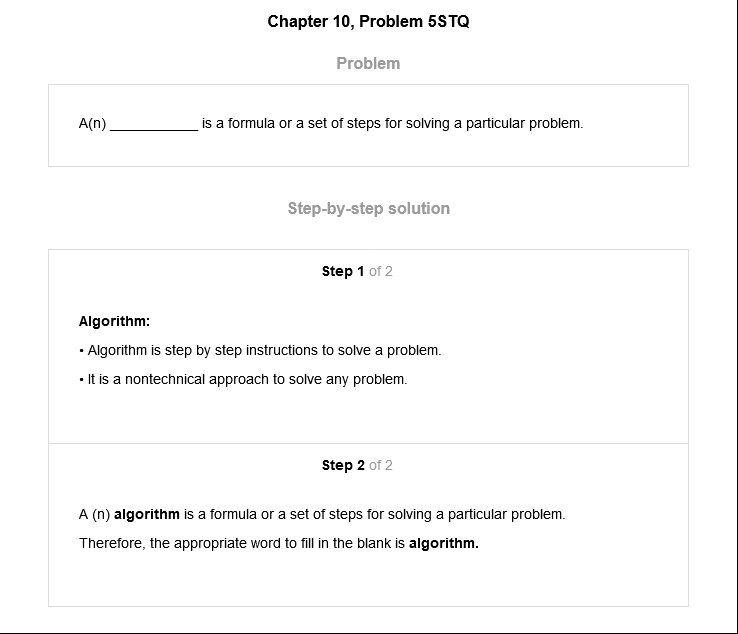 Chapter 10, Problem 5STQ
Problem
A(n) ____________ is a formula or a set of steps for solving a particular problem.
Step-by-step solution
Step 1 of 2
Algorithm:
• Algorithm is step by step instructions to solve a problem.
• It is a nontechnical approach to solve any problem.
Step 2 of 2
A (n) algorithm is a formula or a set of steps for solving a particular problem.
Therefore, the appropriate word to fill in the blank is algorithm.